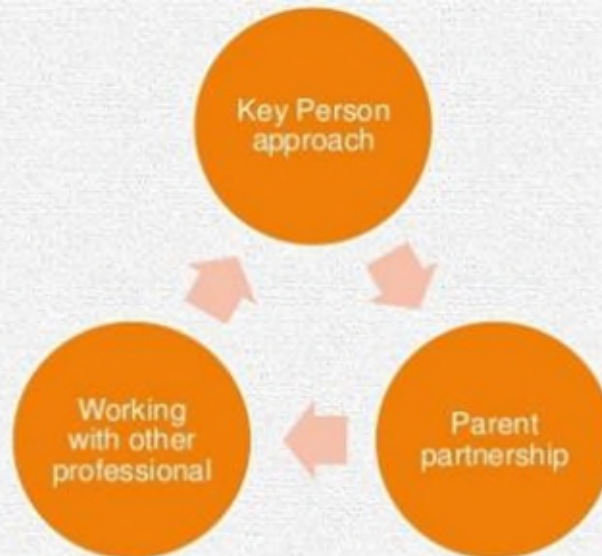 Key Person
approach
Parent
partnership
Working
with other
professional